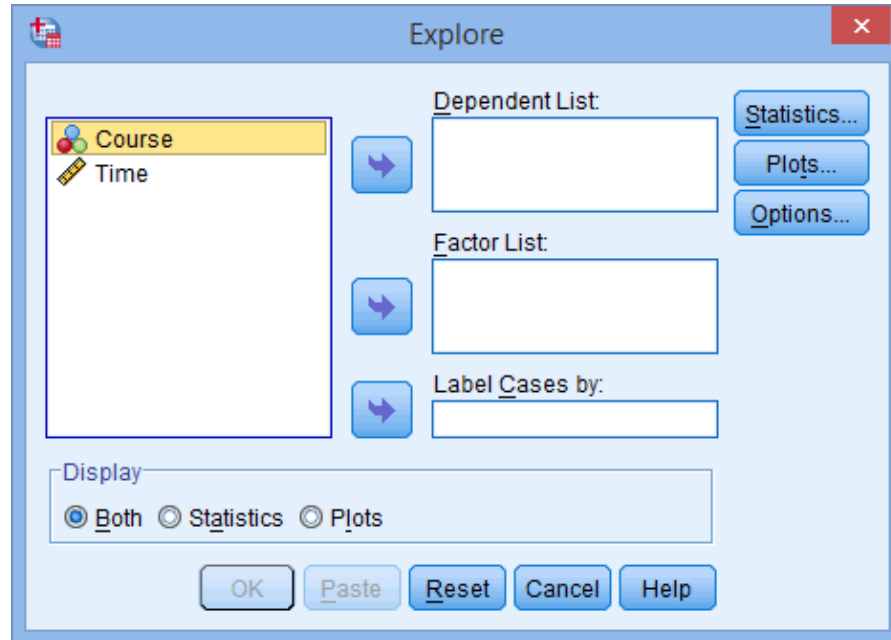 Explore
Dependent List:
Statistics...
Course
Time
Plots...
Options...
Factor List:
Label Cases by:
Display
Both Statistics Plots
OK Paste Reset Cancel Help